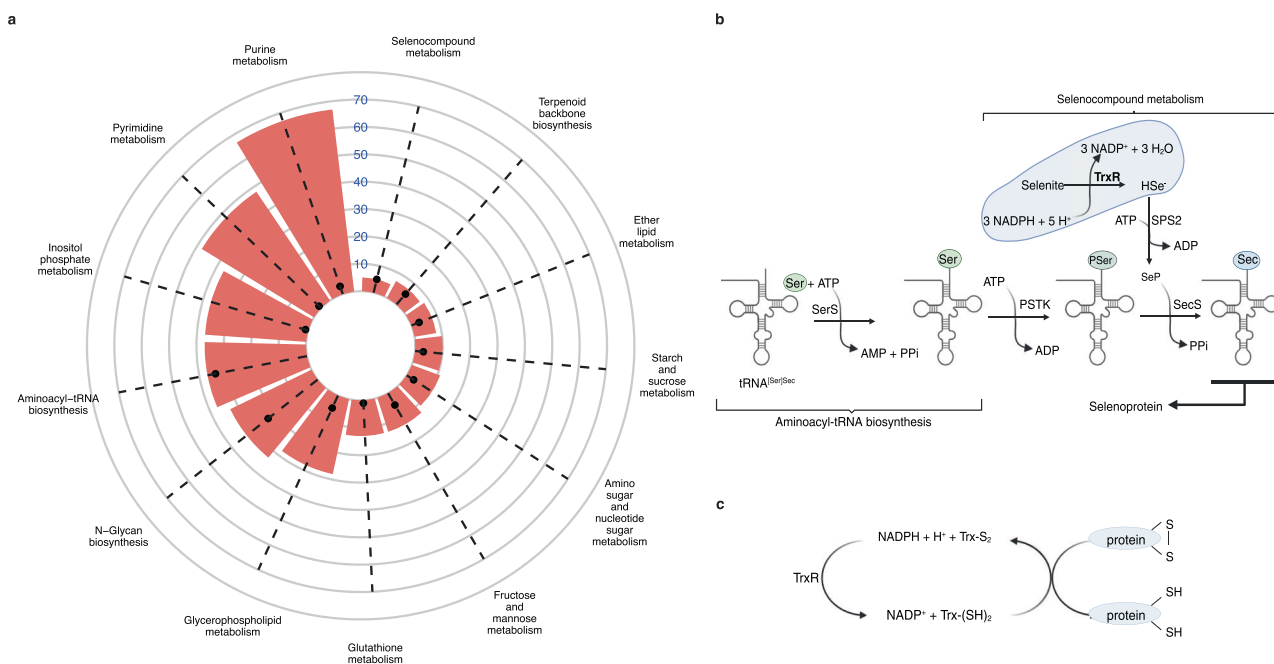 a
Purine
metabolism
Selenocompound
metabolism
Terpenoid
backbone
biosynthesis
Ether
lipid
metabolism
Starch
and
sucrose
metabolism
Amino
sugar
and
nucleotide
sugar
metabolism
Fructose
and
mannose
metabolism
Glutathione
metabolism
Glycerophospholipid
metabolism
N−Glycan
biosynthesis
Aminoacyl−tRNA
biosynthesis
Inositol
phosphate
metabolism
Pyrimidine
metabolism
70
60
50
40
30
20
10
b
Selenocompound metabolism
3 NADP⁺ + 3 H₂O
Selenite
TrxR
HSe⁻
3 NADPH + 5 H⁺
ATP
SPS2
ADP
SeP
Ser + ATP
SerS
AMP + PPi
tRNA[Ser]Sec
Ser
ATP
PSTK
ADP
PSer
SecS
PPi
Sec
Selenoprotein
Aminoacyl-tRNA biosynthesis
c
NADPH + H⁺ + Trx-S₂
TrxR
NADP⁺ + Trx-(SH)₂
protein
S
S
protein
SH
SH